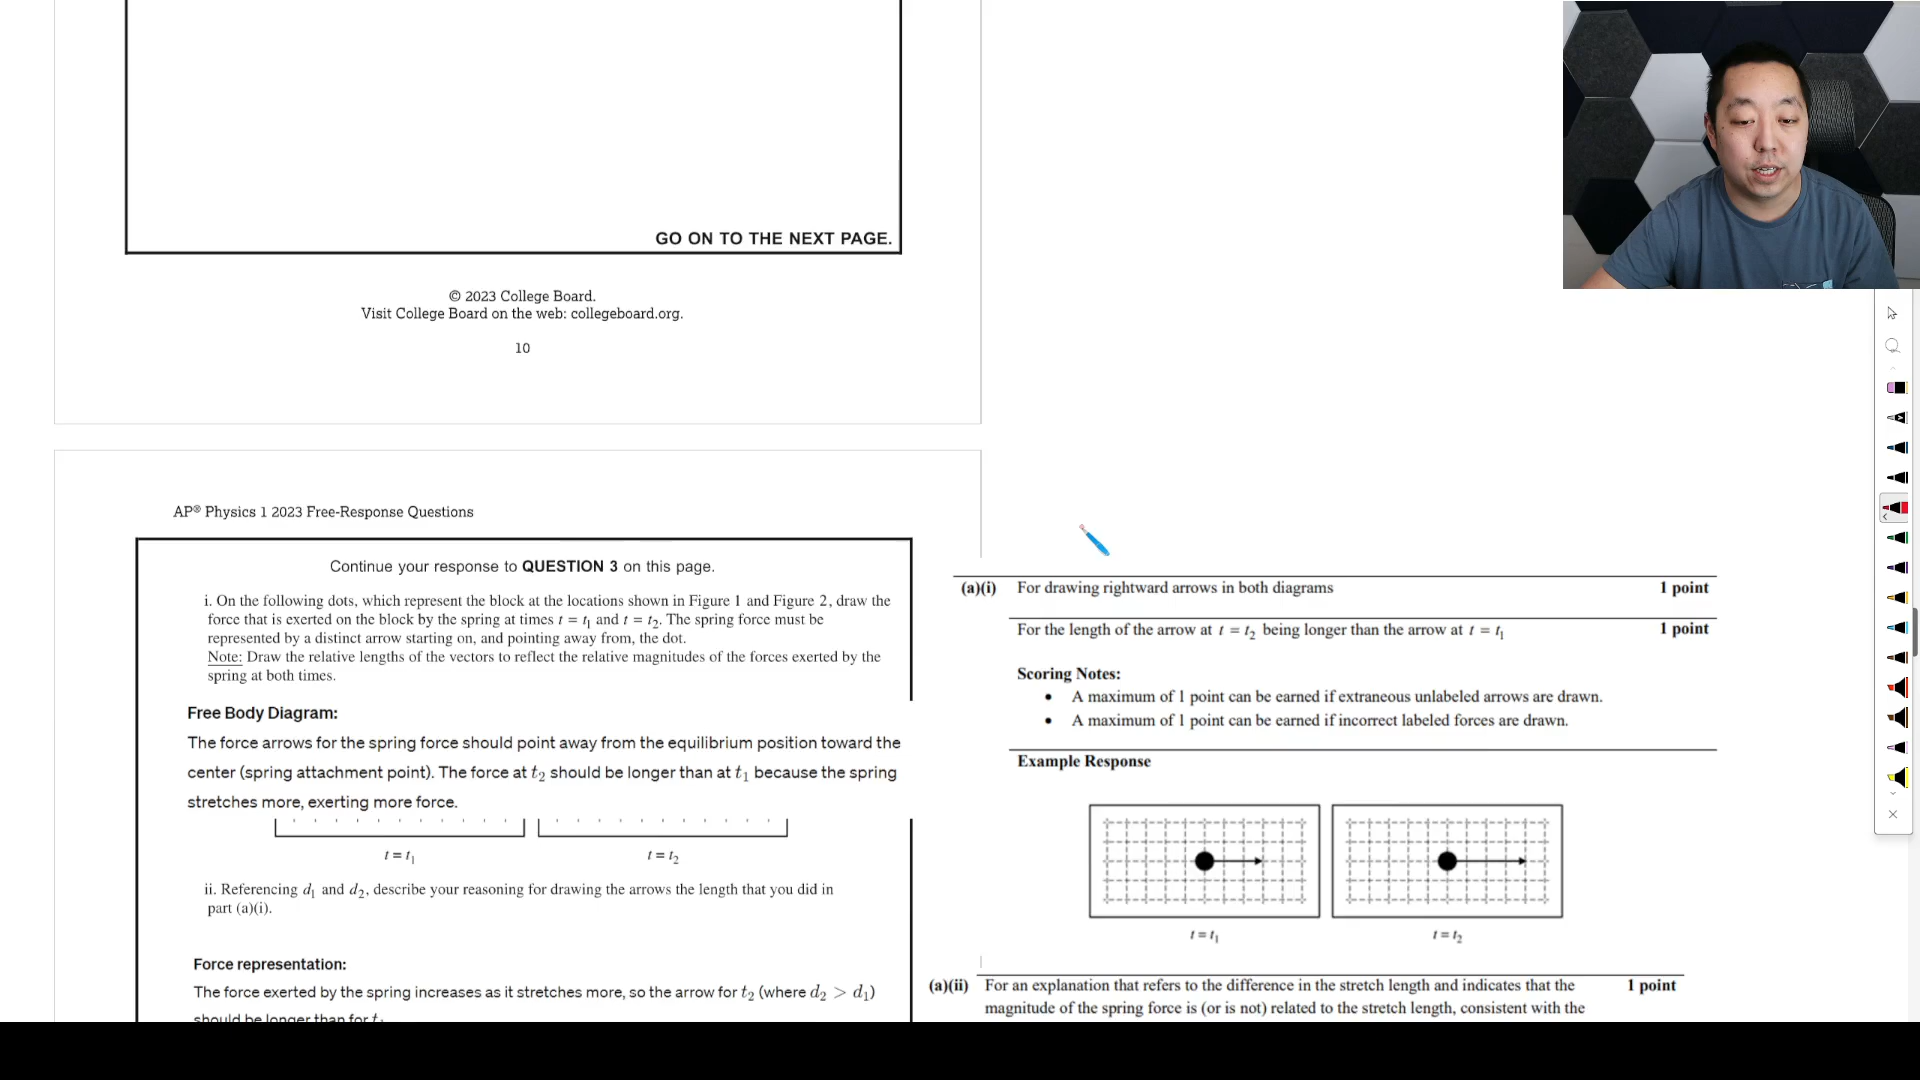 GO ON TO THE NEXT PAGE.
© 2023 College Board.
Visit College Board on the web: collegeboard.org.
10
AP® Physics 1 2023 Free-Response Questions
Continue your response to QUESTION 3 on this page.
i. On the following dots, which represent the block at the locations shown in Figure 1 and Figure 2, draw the
force that is exerted on the block by the spring at times t = t₁ and t = t₂. The spring force must be
represented by a distinct arrow starting on, and pointing away from, the dot.
Note: Draw the relative lengths of the vectors to reflect the relative magnitudes of the forces exerted by the
spring at both times.
Free Body Diagram:
The force arrows for the spring force should point away from the equilibrium position toward the
center (spring attachment point). The force at t₂ should be longer than at t₁ because the spring
stretches more, exerting more force.
t = t₁
t = t₂
ii. Referencing d₁ and d₂, describe your reasoning for drawing the arrows the length that you did in
part (a)(i).
Force representation:
The force exerted by the spring increases as it stretches more, so the arrow for t₂ (where d₂ > d₁)
should be longer than for t
(a)(i) For drawing rightward arrows in both diagrams 1 point
For the length of the arrow at t = t₂ being longer than the arrow at t = t₁ 1 point
Scoring Notes:
• A maximum of 1 point can be earned if extraneous unlabeled arrows are drawn.
• A maximum of 1 point can be earned if incorrect labeled forces are drawn.
Example Response
t = t₁
t = t₂
(a)(ii) For an explanation that refers to the difference in the stretch length and indicates that the 1 point
magnitude of the spring force is (or is not) related to the stretch length, consistent with the